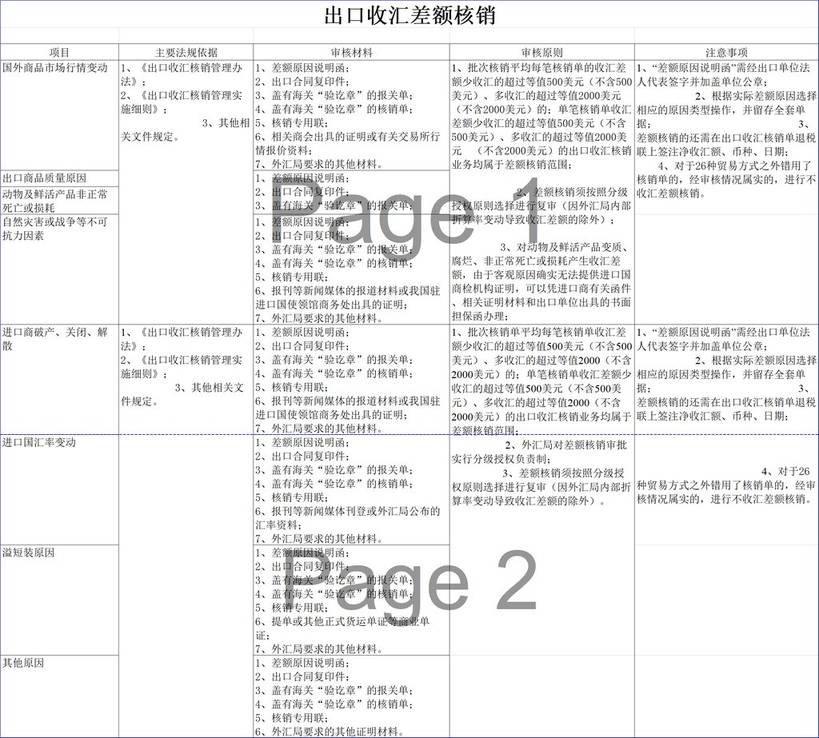 出口收汇差额核销
项目
主要法规依据
审核材料
审核原则
注意事项
国外商品市场行情变动
1、《出口收汇核销管理办
法》；
2、《出口收汇核销管理实
施细则》；
3、其他相
关文件规定。
1、差额原因说明函；
2、出口合同复印件；
3、盖有海关“验讫章”的报关单；
4、盖有海关“验讫章”的核销单；
5、核销专用联；
6、相关商会出具的证明或有关交易所行
情报价资料；
7、外汇局要求的其他材料。
1、批次核销平均每笔核销单的收汇差
额少收汇的超过等值500美元（不含500
美元）、多收汇的超过等值2000美元
（不含2000美元）的；单笔核销单收汇
差额少收汇的超过等值500美元（不含
500美元）、多收汇的超过等值2000美
元 （不含2000美元）的出口收汇核销
业务均属于差额核销范围；
2、差额核销须按照分级
授权原则选择进行复审（因外汇局内部
折算率变动导致收汇差额的除外）；
3、对动物及鲜活产品变质、
腐烂、非正常死亡或损耗产生收汇差
额，由于客观原因确实无法提供进口国
商检机构证明，可以凭进口商有关函件
、相关证明材料和出口单位出具的书面
担保函办理；
1、“差额原因说明函”需经出口单位法
人代表签字并加盖单位公章；
2、根据实际差额原因选择
相应的原因类型操作，并留存全套单
据；
3、
差额核销的还需在出口收汇核销单退税
联上签注净收汇额、币种、日期；
4、对于26种贸易方式之外错用了
核销单的，经审核情况属实的，进行不
收汇差额核销。
出口商品质量原因
动物及鲜活产品非正常
死亡或损耗
1、差额原因说明函；
2、出口合同复印件；
3、盖有海关“验讫章”的报关单；
自然灾害或战争等不可
抗力因素
1、差额原因说明函；
2、出口合同复印件；
3、盖有海关“验讫章”的报关单；
4、盖有海关“验讫章”的核销单；
5、核销专用联；
6、报刊等新闻媒体的报道材料或我国驻
进口国使领馆商务处出具的证明；
7、外汇局要求的其他材料。
Page 1
进口商破产、关闭、解
散
1、《出口收汇核销管理办
法》；
2、《出口收汇核销管理实
施细则》；
3、其他相关文
件规定。
1、差额原因说明函；
2、出口合同复印件；
3、盖有海关“验讫章”的报关单；
4、盖有海关“验讫章”的核销单；
5、核销专用联；
6、报刊等新闻媒体的报道材料或我国驻
进口国使领馆商务处出具的证明；
7、外汇局要求的其他材料。
1、批次核销单平均每笔核销单收汇差
额少收汇的超过等值500美元（不含500
美元）、多收汇的超过等值2000（不含
2000美元）的；单笔核销单收汇差额少
收汇的超过等值500美元（不含500美
元）、多收汇的超过等值2000（不含
2000美元）的出口收汇核销业务均属于
差额核销范围；
2、外汇局对差额核销审批
实行分级授权负责制；
3、差额核销须按照分级授
权原则选择进行复审（因外汇局内部折
算率变动导致收汇差额的除外）。
1、“差额原因说明函”需经出口单位法
人代表签字并加盖单位公章；
2、根据实际差额原因选择
相应的原因类型操作，并留存全套单
据；
3、
差额核销的还需在出口收汇核销单退税
联上签注净收汇额、币种、日期；
4、对于26
种贸易方式之外错用了核销单的，经审
核情况属实的，进行不收汇差额核销。
进口国汇率变动
1、差额原因说明函；
2、出口合同复印件；
3、盖有海关“验讫章”的报关单；
4、盖有海关“验讫章”的核销单；
5、核销专用联；
6、报刊等新闻媒体刊登或外汇局公布的
汇率资料；
7、外汇局要求的其他材料。
溢短装原因
1、差额原因说明函；
2、出口合同复印件；
3、盖有海关“验讫章”的报关单；
4、盖有海关“验讫章”的核销单；
5、核销专用联；
6、提单或其他正式货运单证等商业单
证；
7、外汇局要求的其他材料。
Page 2
其他原因
1、差额原因说明函；
2、出口合同复印件；
3、盖有海关“验讫章”的报关单；
4、盖有海关“验讫章”的核销单；
5、核销专用联；
6、外汇局要求的其他证明材料。